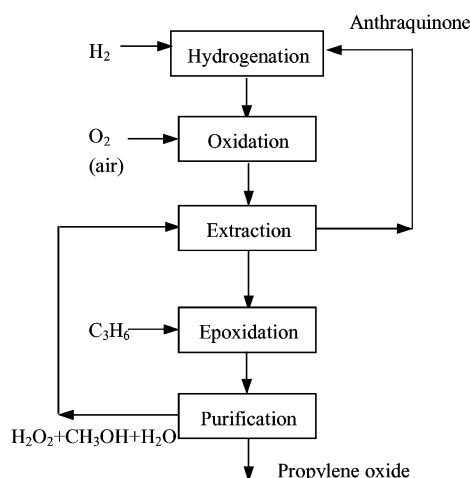 Anthraquinone
H₂
Hydrogenation
O₂
(air)
Oxidation
Extraction
C₃H₆
Epoxidation
Purification
H₂O₂+CH₃OH+H₂O
Propylene oxide